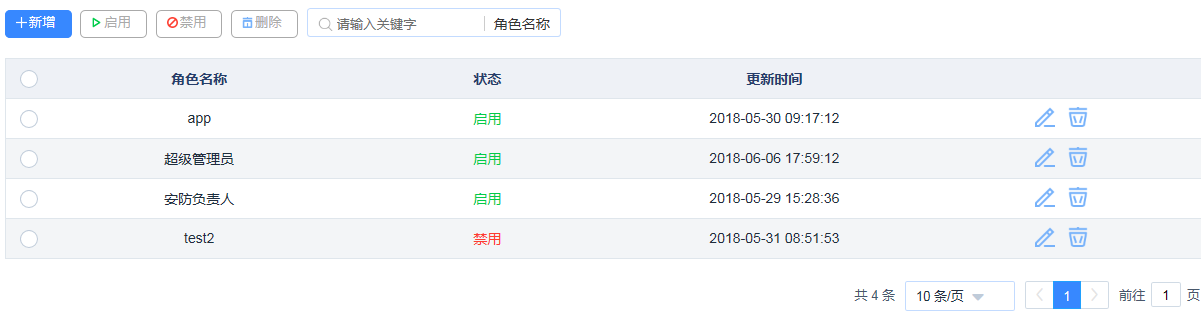 新增 启用 禁用 删除 请输入关键字 角色名称
角色名称 状态 更新时间
app 启用 2018-05-30 09:17:12
超级管理员 启用 2018-06-06 17:59:12
安防负责人 启用 2018-05-29 15:28:36
test2 禁用 2018-05-31 08:51:53
共 4 条 10 条/页 1 前往 1 页